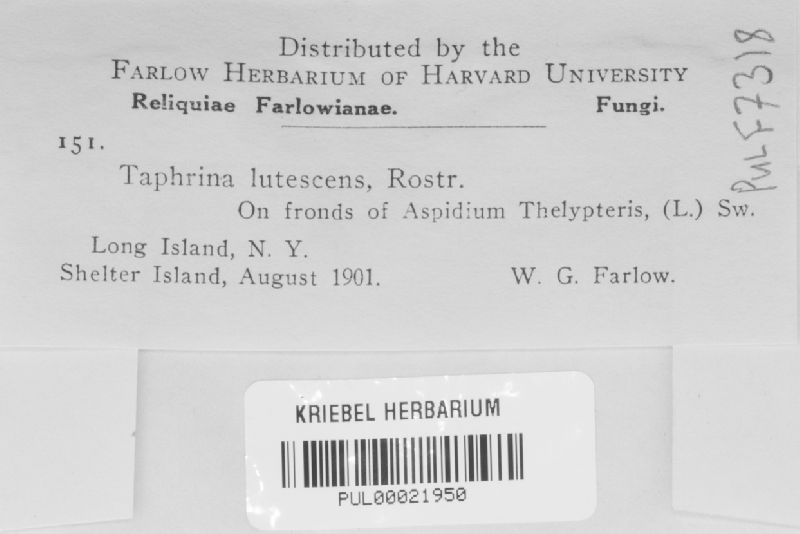 Distributed by the
FARLOW HERBARIUM OF HARVARD UNIVERSITY
Reliquiae Farlowianae. Fungi.
151.
Taphrina lutescens, Rostr.
On fronds of Aspidium Thelypteris, (L.) Sw.
Long Island, N. Y.
Shelter Island, August 1901. W. G. Farlow.
PUL F7318
KRIEBEL HERBARIUM
PUL00021950